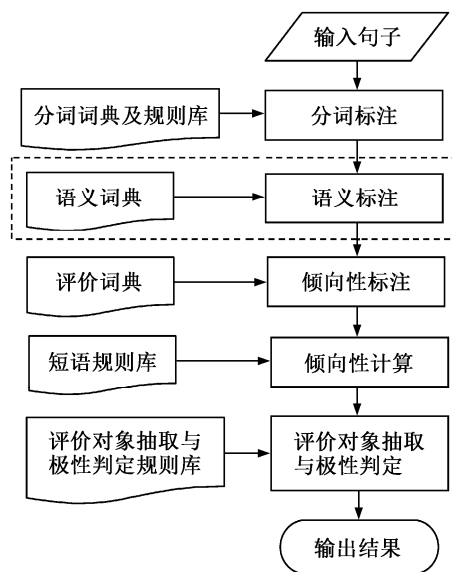 输入句子
分词词典及规则库
分词标注
语义词典
语义标注
评价词典
倾向性标注
短语规则库
倾向性计算
评价对象抽取与
极性判定规则库
评价对象抽取
与极性判定
输出结果